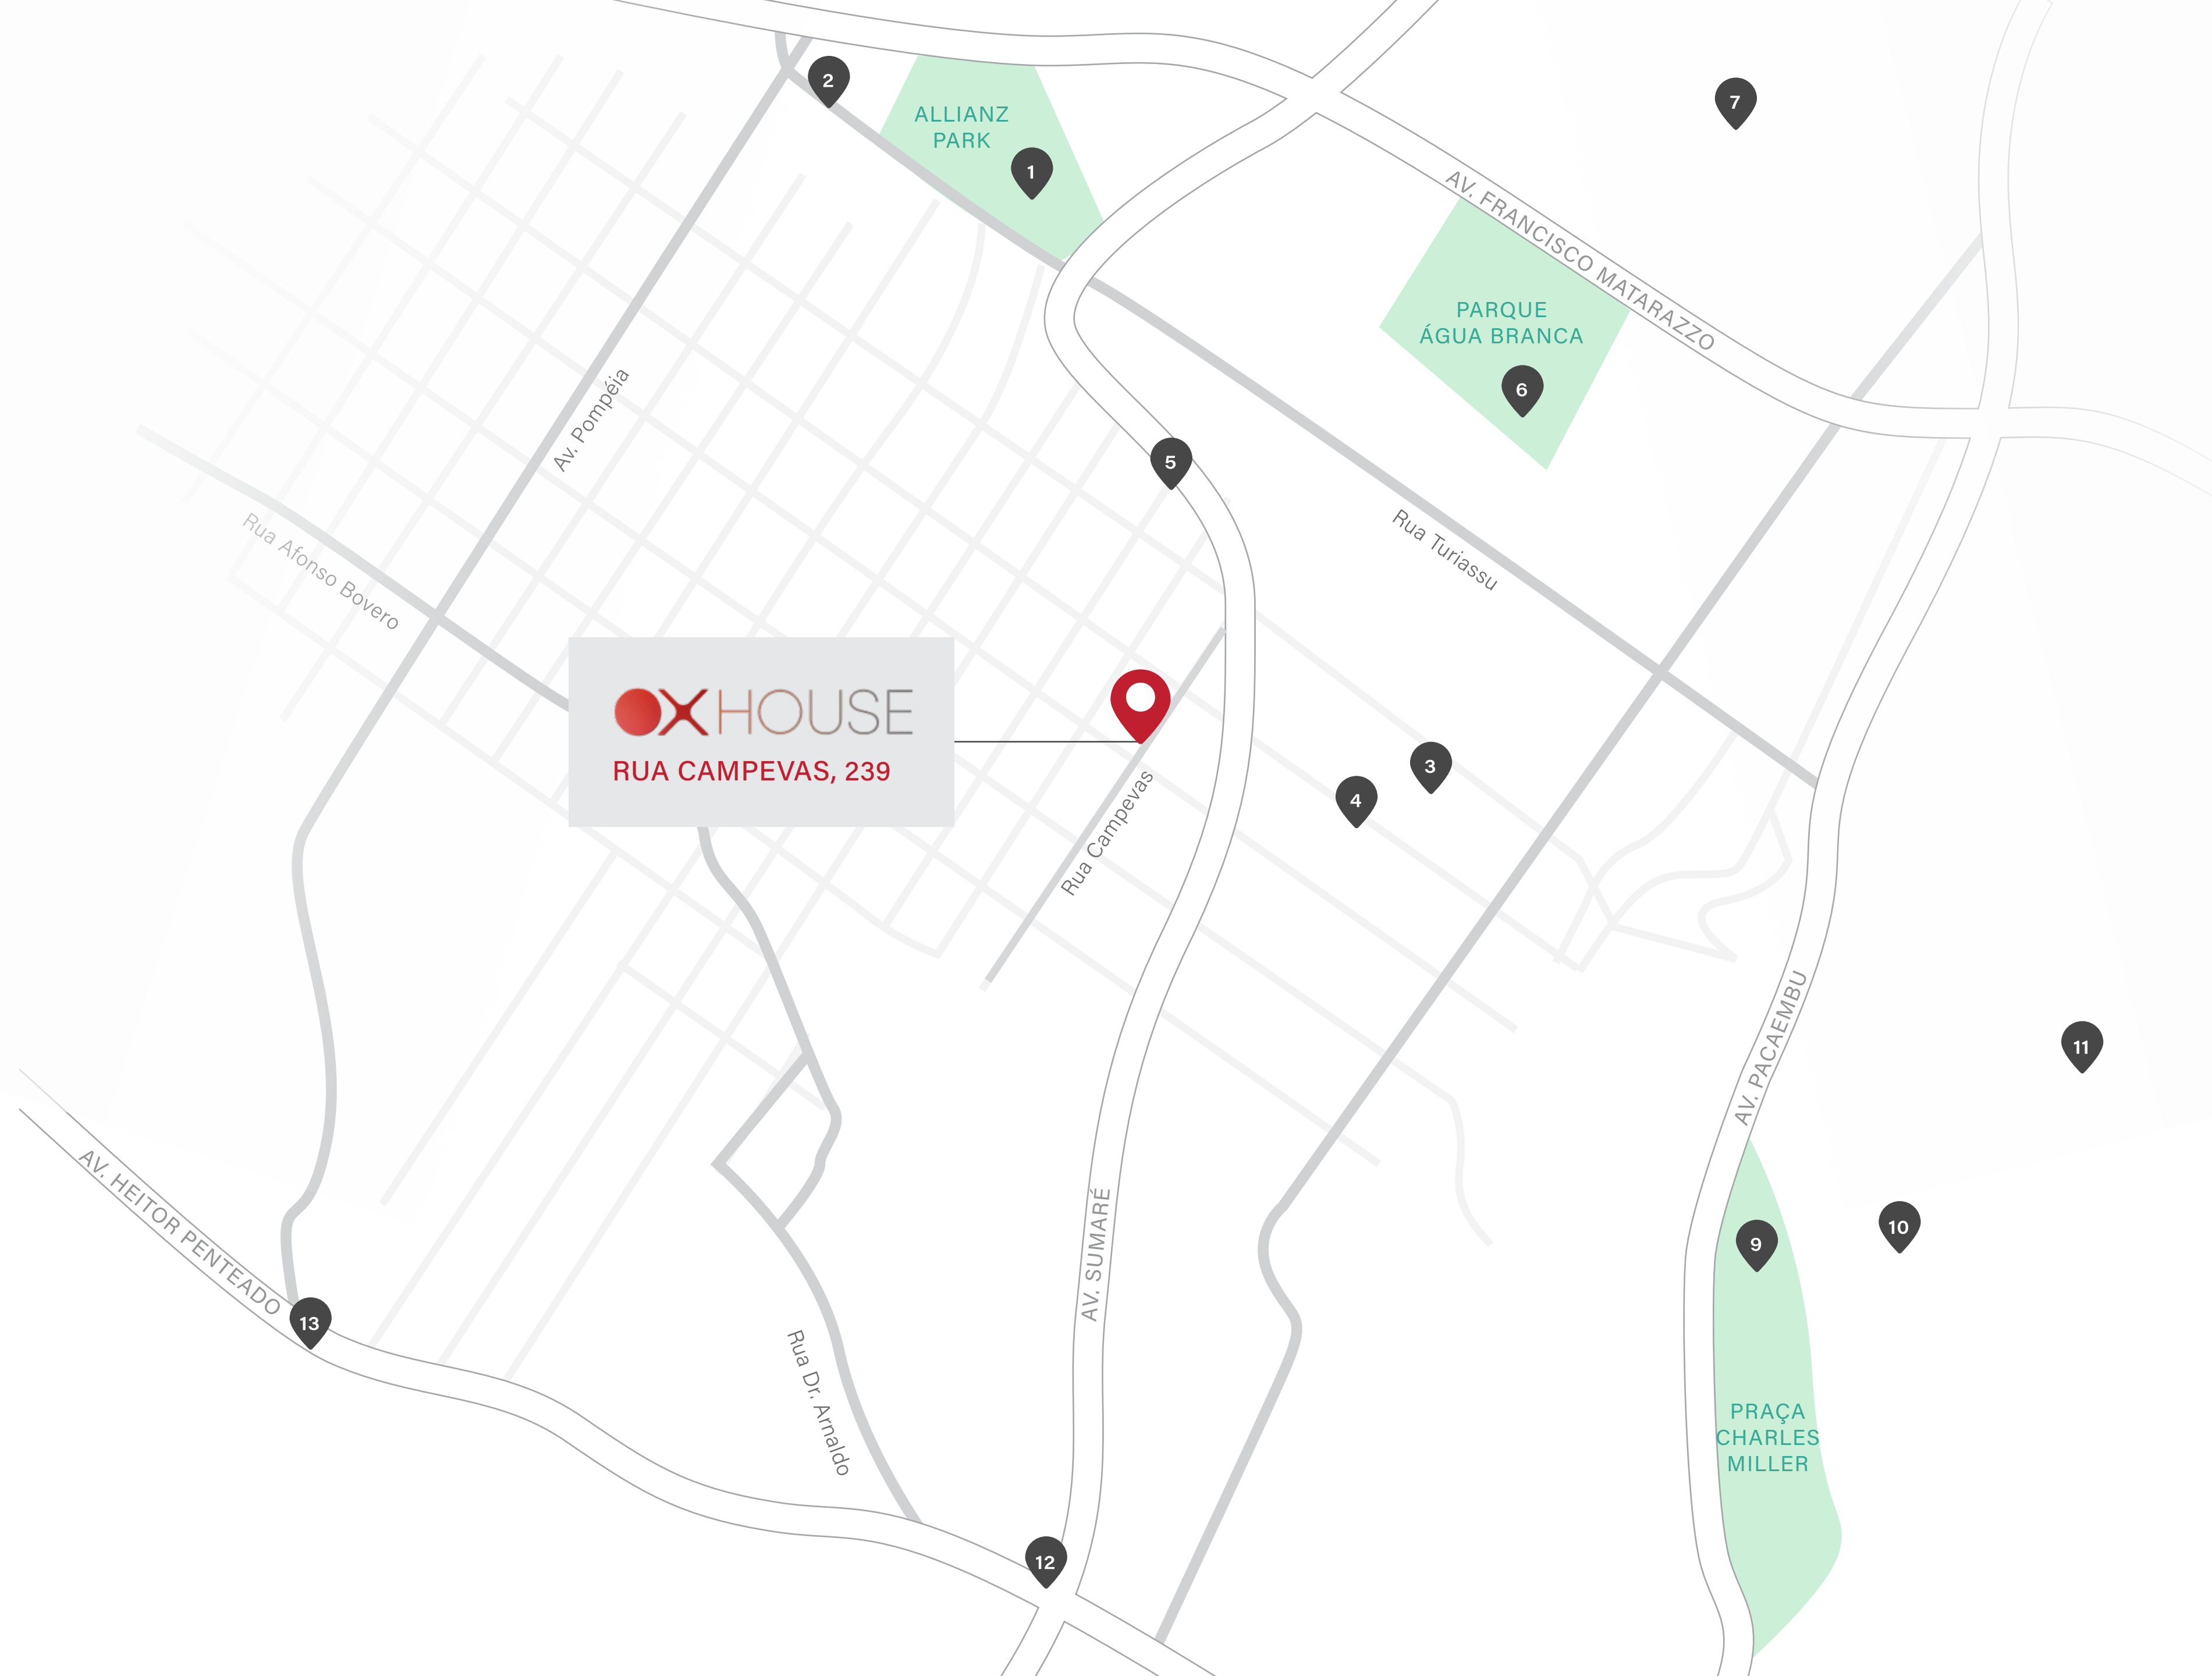 2
ALLIANZ
PARK
1
7
AV. FRANCISCO MATARAZZO
PARQUE
ÁGUA BRANCA
6
Av. Pompéia
5
Rua Afonso Bovero
Rua Turiassu
OXHOUSE
RUA CAMPEVAS, 239
3
4
Rua Campevas
AV. PACAEMBU
11
AV. HEITOR PENTEADO
AV. SUMARÉ
10
9
13
Rua Dr. Arnaldo
PRAÇA
CHARLES
MILLER
12